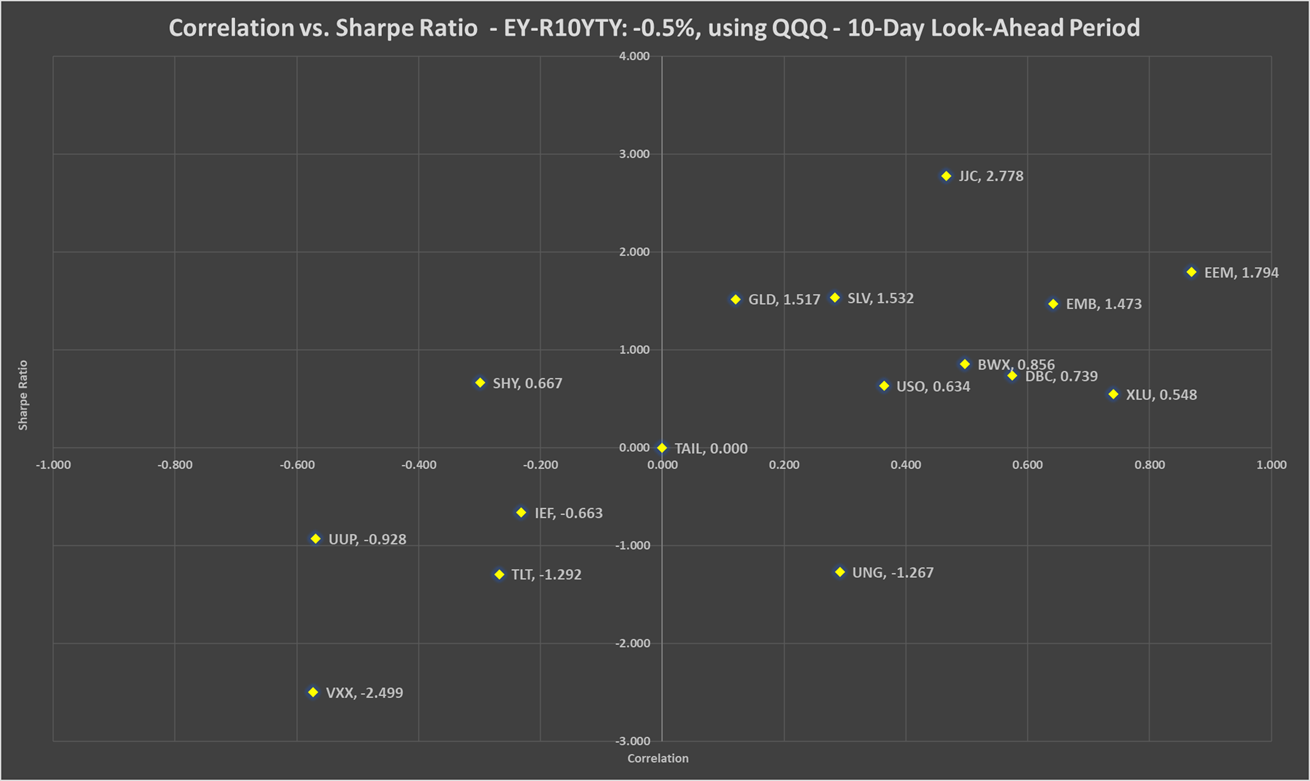 Correlation vs. Sharpe Ratio - EY-R10YTY: -0.5%, using QQQ - 10-Day Look-Ahead Period
4.000
3.000
JJC, 2.778
2.000
EEM, 1.794
GLD, 1.517
SLV, 1.532
EMB, 1.473
1.000
BWX, 0.856
DBC, 0.739
SHY, 0.667
USO, 0.634
XLU, 0.548
Sharpe Ratio
0.000
TAIL, 0.000
-1.000
-0.800
-0.600
-0.400
-0.200
0.000
0.200
0.400
0.600
0.800
1.000
IEF, -0.663
UUP, -0.928
-1.000
TLT, -1.292
UNG, -1.267
-2.000
VXX, -2.499
-3.000
Correlation